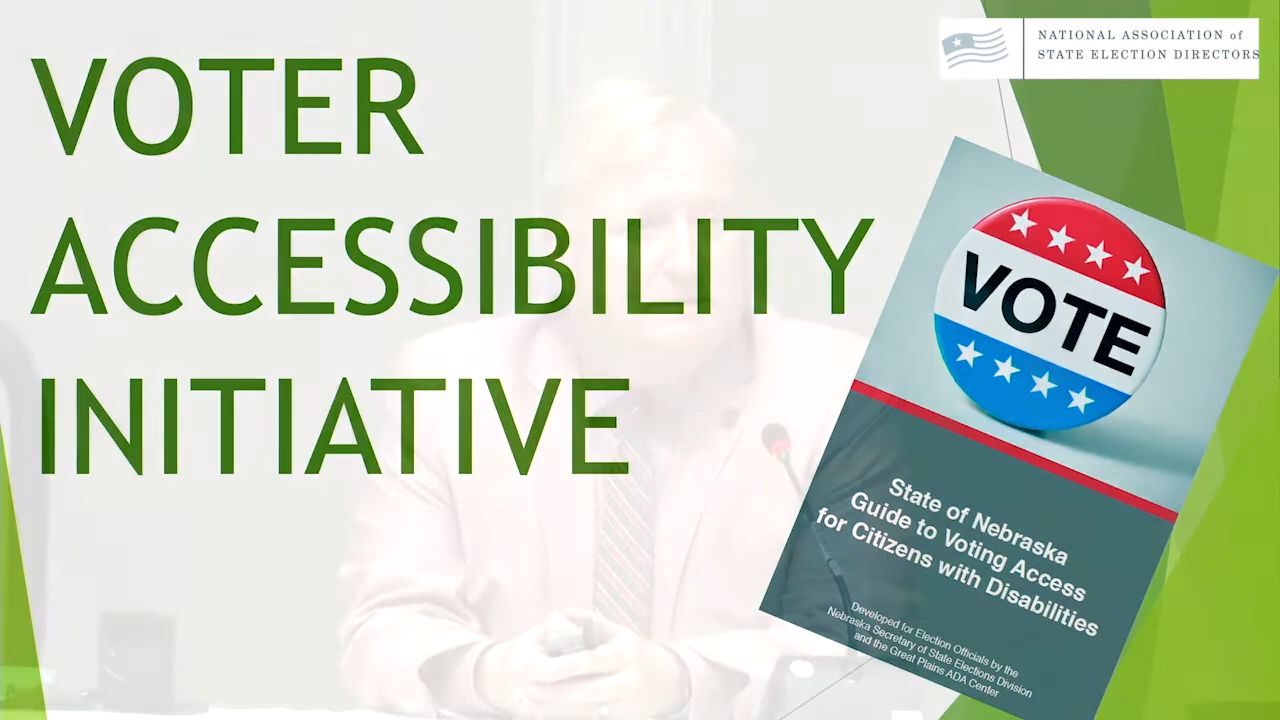 VOTER
ACCESSIBILITY
INITIATIVE
NATIONAL ASSOCIATION of
STATE ELECTION DIRECTORS
VOTE
State of Nebraska
Guide to Voting Access
for Citizens with Disabilities
Developed for Election Officials by the
Nebraska Secretary of State Elections Division
and the Great Plains ADA Center